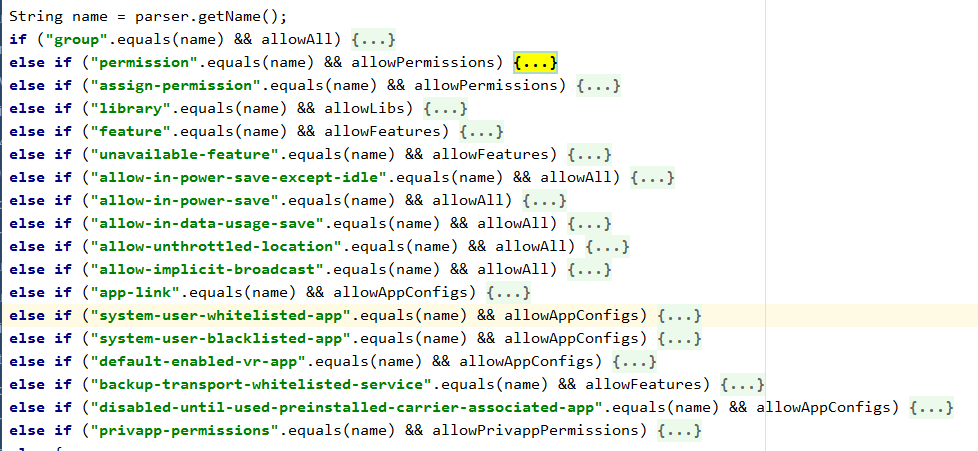 String name = parser.getName();
if ("group".equals(name) && allowAll) {...}
else if ("permission".equals(name) && allowPermissions) {...}
else if ("assign-permission".equals(name) && allowPermissions) {...}
else if ("library".equals(name) && allowLibs) {...}
else if ("feature".equals(name) && allowFeatures) {...}
else if ("unavailable-feature".equals(name) && allowFeatures) {...}
else if ("allow-in-power-save-except-idle".equals(name) && allowAll) {...}
else if ("allow-in-power-save".equals(name) && allowAll) {...}
else if ("allow-in-data-usage-save".equals(name) && allowAll) {...}
else if ("allow-unthrottled-location".equals(name) && allowAll) {...}
else if ("allow-implicit-broadcast".equals(name) && allowAll) {...}
else if ("app-link".equals(name) && allowAppConfigs) {...}
else if ("system-user-whitelisted-app".equals(name) && allowAppConfigs) {...}
else if ("system-user-blacklisted-app".equals(name) && allowAppConfigs) {...}
else if ("default-enabled-vr-app".equals(name) && allowAppConfigs) {...}
else if ("backup-transport-whitelisted-service".equals(name) && allowFeatures) {...}
else if ("disabled-until-used-preinstalled-carrier-associated-app".equals(name) && allowAppConfigs) {...}
else if ("privapp-permissions".equals(name) && allowPrivappPermissions) {...}